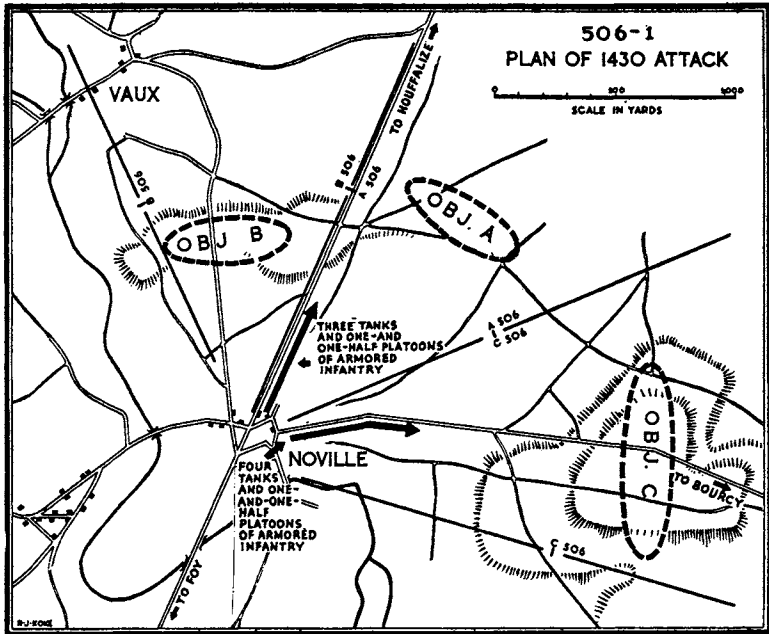 506-1
PLAN OF 1430 ATTACK
0
1000
SCALE IN YARDS
VAUX
TO HOUFFALIZE
B 506
B 506
A 506
OBJ B
OBJ. A
THREE TANKS
AND ONE-AND
ONE-HALF PLATOONS
OF ARMORED
INFANTRY
A 506
C 506
OBJ. C
TO BOURCY
NOVILLE
FOUR
TANKS
AND ONE-
AND-ONE-
HALF
PLATOONS
OF ARMORED
INFANTRY
C 506
TO FOY
R·J·KOKE